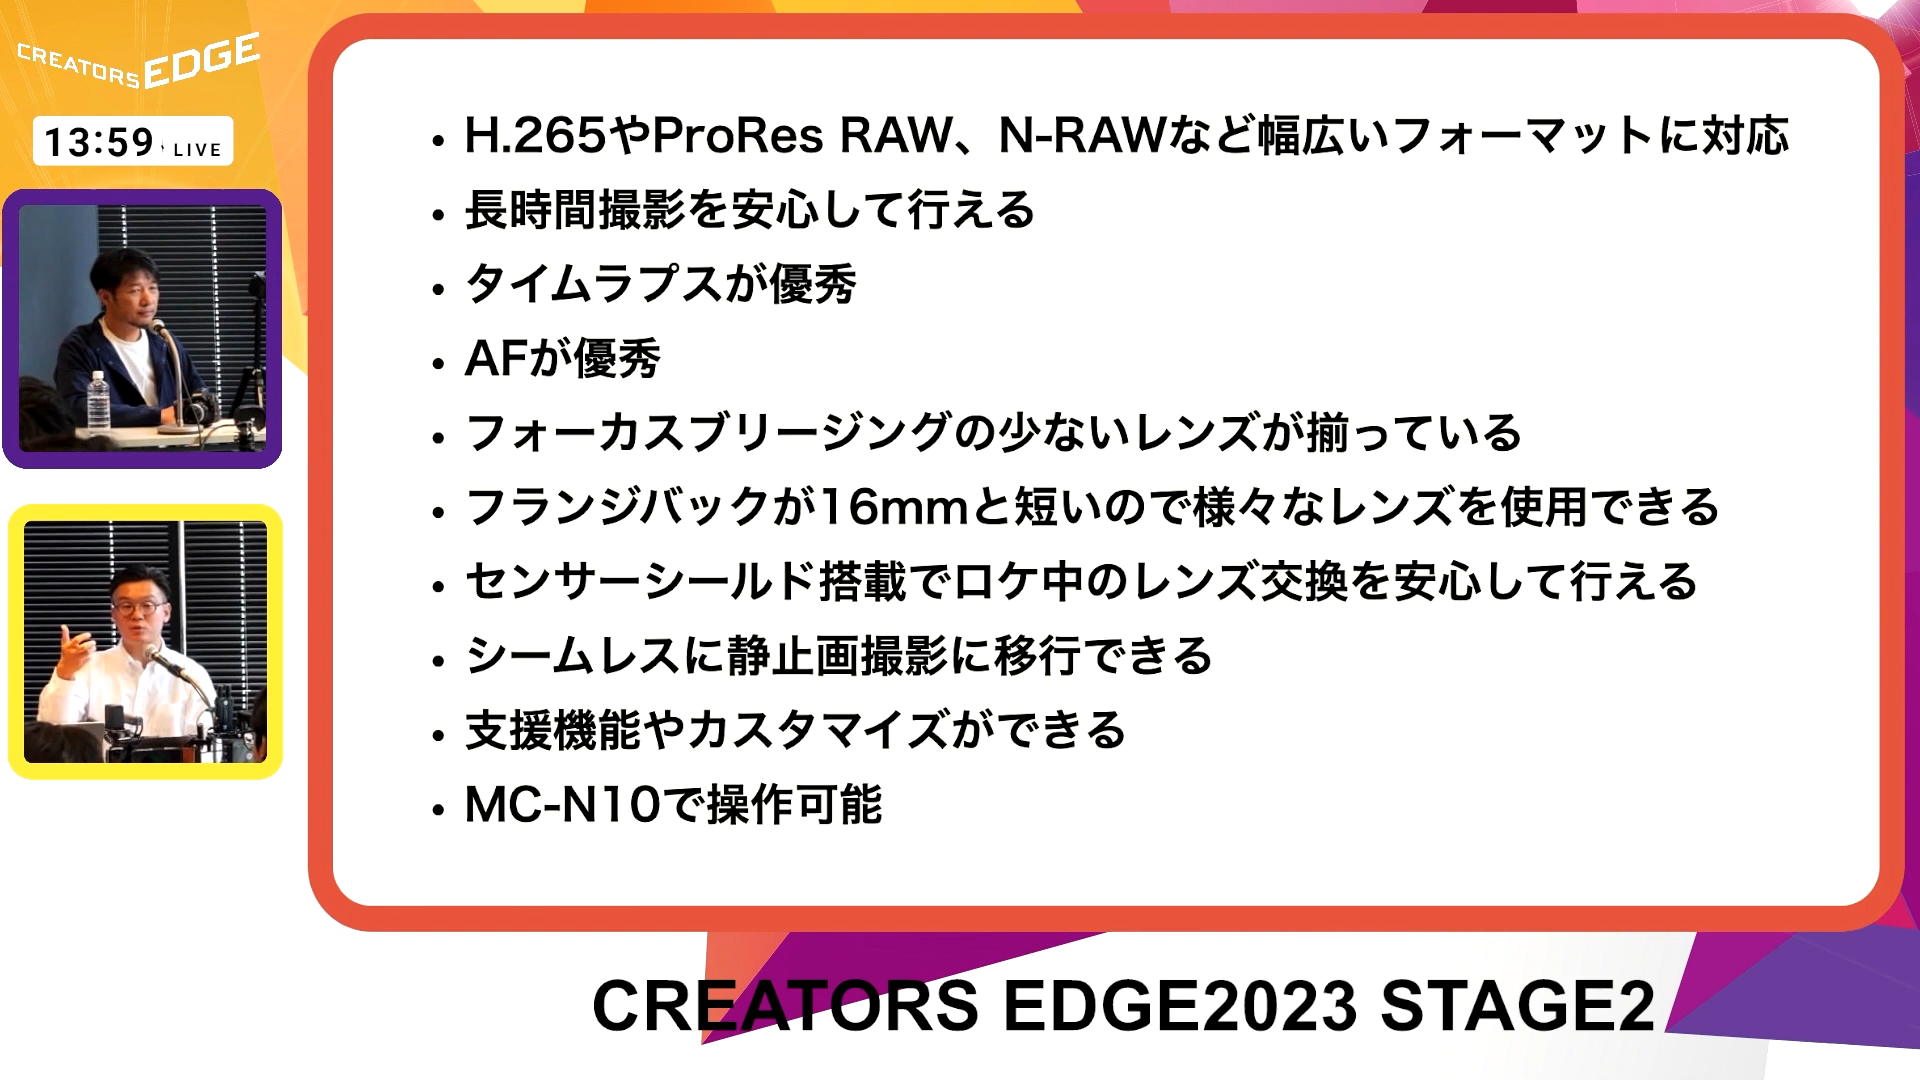 CREATORS EDGE
13:59 LIVE
・H.265やProRes RAW、N-RAWなど幅広いフォーマットに対応
・長時間撮影を安心して行える
・タイムラプスが優秀
・AFが優秀
・フォーカスブリージングの少ないレンズが揃っている
・フランジバックが16mmと短いので様々なレンズを使用できる
・センサーシールド搭載でロケ中のレンズ交換を安心して行える
・シームレスに静止画撮影に移行できる
・支援機能やカスタマイズができる
・MC-N10で操作可能
CREATORS EDGE2023 STAGE2